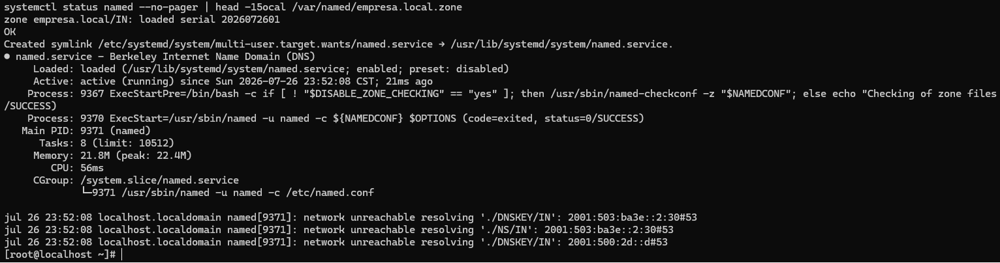 systemctl status named --no-pager | head -15ocal /var/named/empresa.local.zone
zone empresa.local/IN: loaded serial 2026072601
OK
Created symlink /etc/systemd/system/multi-user.target.wants/named.service → /usr/lib/systemd/system/named.service.
● named.service - Berkeley Internet Name Domain (DNS)
     Loaded: loaded (/usr/lib/systemd/system/named.service; enabled; preset: disabled)
     Active: active (running) since Sun 2026-07-26 23:52:08 CST; 21ms ago
    Process: 9367 ExecStartPre=/bin/bash -c if [ ! "$DISABLE_ZONE_CHECKING" == "yes" ]; then /usr/sbin/named-checkconf -z "$NAMEDCONF"; else echo "Checking of zone files
/SUCCESS)
    Process: 9370 ExecStart=/usr/sbin/named -u named -c ${NAMEDCONF} $OPTIONS (code=exited, status=0/SUCCESS)
   Main PID: 9371 (named)
      Tasks: 8 (limit: 10512)
     Memory: 21.8M (peak: 22.4M)
        CPU: 56ms
     CGroup: /system.slice/named.service
             └─9371 /usr/sbin/named -u named -c /etc/named.conf

jul 26 23:52:08 localhost.localdomain named[9371]: network unreachable resolving './DNSKEY/IN': 2001:503:ba3e::2:30#53
jul 26 23:52:08 localhost.localdomain named[9371]: network unreachable resolving './NS/IN': 2001:503:ba3e::2:30#53
jul 26 23:52:08 localhost.localdomain named[9371]: network unreachable resolving './DNSKEY/IN': 2001:500:2d::d#53
[root@localhost ~]#